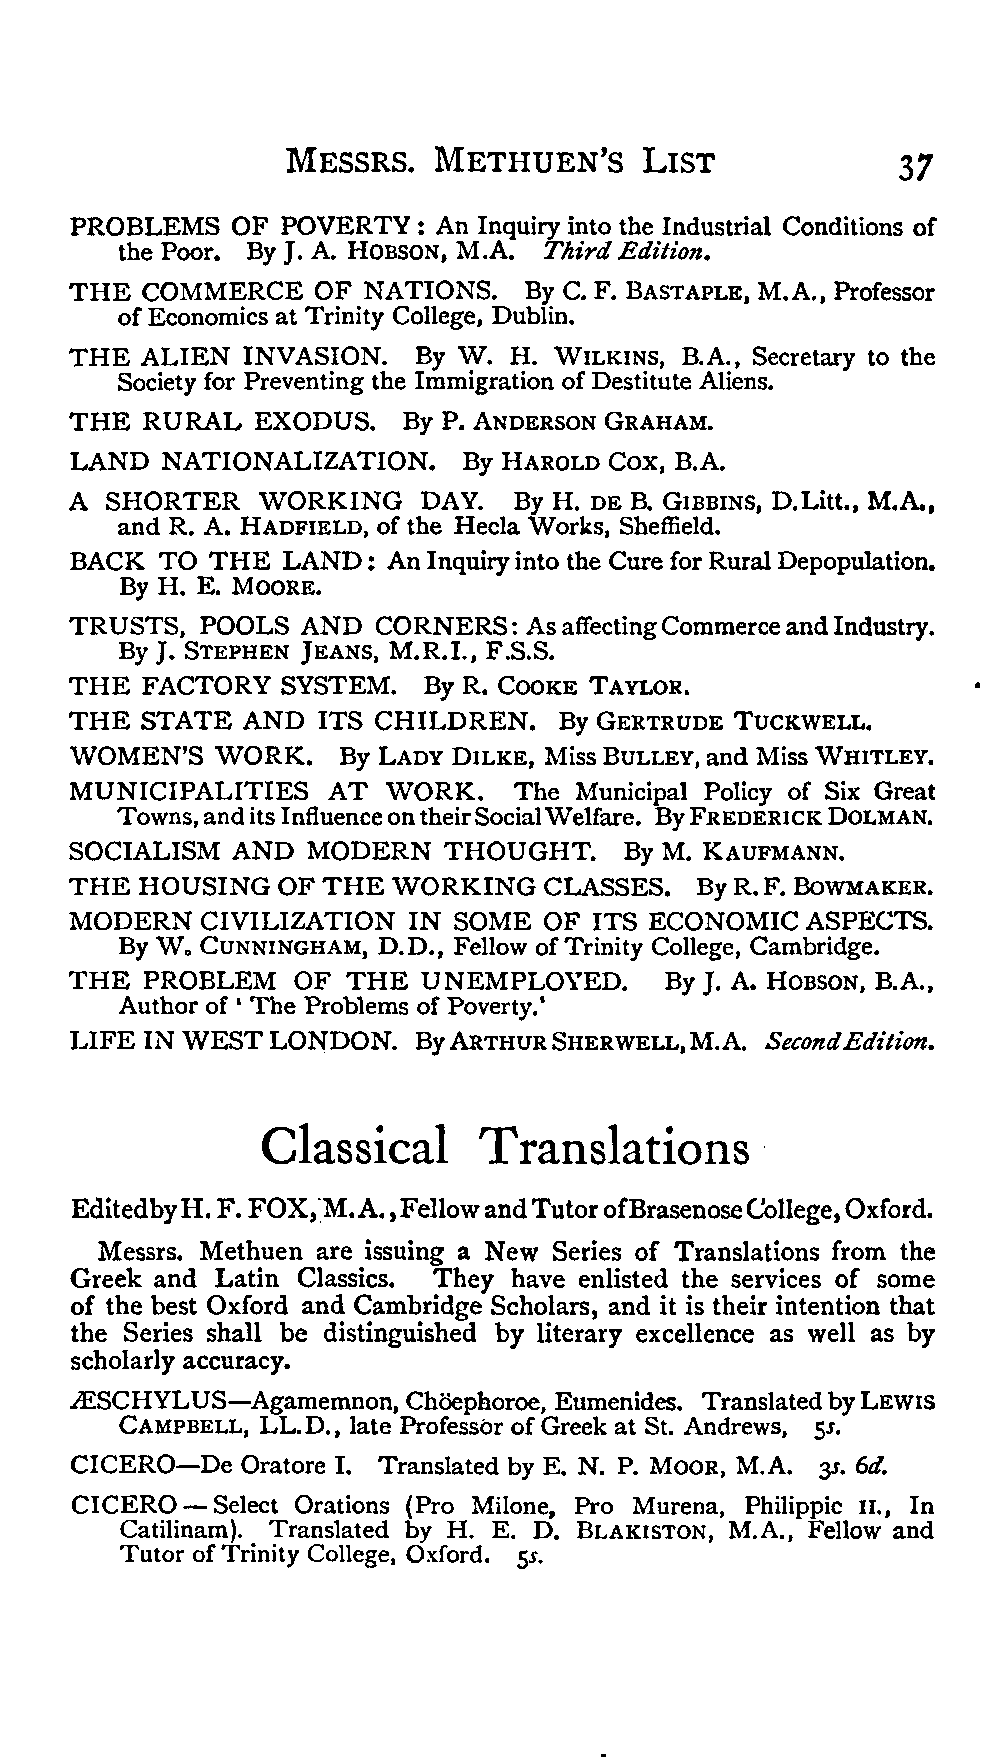 MESSRS. METHUEN'S LIST 37
PROBLEMS OF POVERTY: An Inquiry into the Industrial Conditions of
the Poor. By J. A. HOBSON, M.A. Third Edition.
THE COMMERCE OF NATIONS. By C. F. BASTAPLE, M.A., Professor
of Economics at Trinity College, Dublin.
THE ALIEN INVASION. By W. H. WILKINS, B.A., Secretary to the
Society for Preventing the Immigration of Destitute Aliens.
THE RURAL EXODUS. By P. ANDERSON GRAHAM.
LAND NATIONALIZATION. By HAROLD COX, B.A.
A SHORTER WORKING DAY. By H. DE B. GIBBINS, D.Litt., M.A.,
and R. A. HADFIELD, of the Hecla Works, Sheffield.
BACK TO THE LAND: An Inquiry into the Cure for Rural Depopulation.
By H. E. MOORE.
TRUSTS, POOLS AND CORNERS: As affecting Commerce and Industry.
By J. STEPHEN JEANS, M.R.I., F.S.S.
THE FACTORY SYSTEM. By R. COOKE TAYLOR.
THE STATE AND ITS CHILDREN. By GERTRUDE TUCKWELL.
WOMEN'S WORK. By LADY DILKE, Miss BULLEY, and Miss WHITLEY.
MUNICIPALITIES AT WORK. The Municipal Policy of Six Great
Towns, and its Influence on their Social Welfare. By FREDERICK DOLMAN.
SOCIALISM AND MODERN THOUGHT. By M. KAUFMANN.
THE HOUSING OF THE WORKING CLASSES. By R. F. BOWMAKER.
MODERN CIVILIZATION IN SOME OF ITS ECONOMIC ASPECTS.
By W. CUNNINGHAM, D.D., Fellow of Trinity College, Cambridge.
THE PROBLEM OF THE UNEMPLOYED. By J. A. HOBSON, B.A.,
Author of 'The Problems of Poverty.'
LIFE IN WEST LONDON. By ARTHUR SHERWELL, M.A. Second Edition.
Classical Translations
Edited by H. F. FOX, M.A., Fellow and Tutor of Brasenose College, Oxford.
Messrs. Methuen are issuing a New Series of Translations from the
Greek and Latin Classics. They have enlisted the services of some
of the best Oxford and Cambridge Scholars, and it is their intention that
the Series shall be distinguished by literary excellence as well as by
scholarly accuracy.
ÆSCHYLUS—Agamemnon, Chöephoroe, Eumenides. Translated by LEWIS
CAMPBELL, LL.D., late Professor of Greek at St. Andrews, 5s.
CICERO—De Oratore I. Translated by E. N. P. MOOR, M.A. 3s. 6d.
CICERO—Select Orations (Pro Milone, Pro Murena, Philippic II., In
Catilinam). Translated by H. E. D. BLAKISTON, M.A., Fellow and
Tutor of Trinity College, Oxford. 5s.